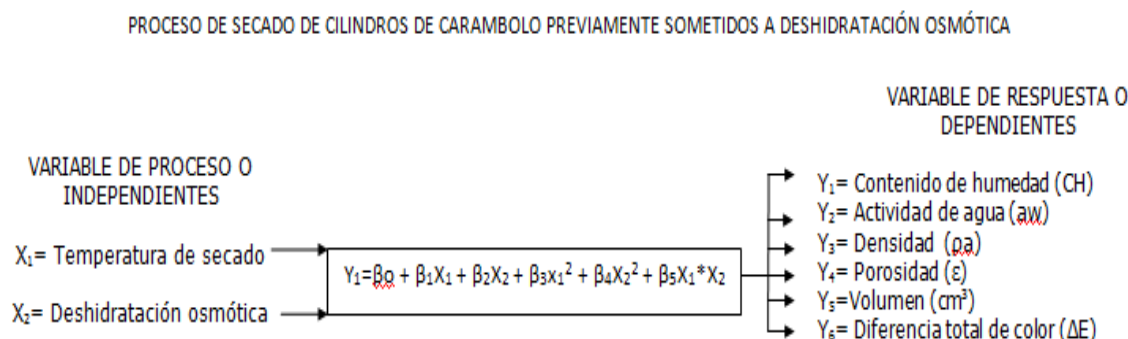 PROCESO DE SECADO DE CILINDROS DE CARAMBOLO PREVIAMENTE SOMETIDOS A DESHIDRATACIÓN OSMÓTICA
VARIABLE DE PROCESO O
INDEPENDIENTES
X₁= Temperatura de secado
X₂= Deshidratación osmótica
Y₁=βo + β₁X₁ + β₂X₂ + β₃x₁² + β₄X₂² + β₅X₁*X₂
VARIABLE DE RESPUESTA O
DEPENDIENTES
Y₁= Contenido de humedad (CH)
Y₂= Actividad de agua (aw)
Y₃= Densidad (ρa)
Y₄= Porosidad (ε)
Y₅=Volumen (cm³)
Y₆= Diferencia total de color (ΔE)